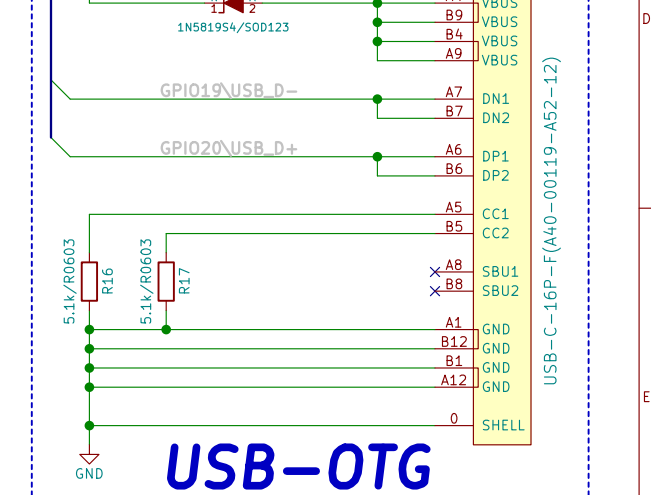 VBUS
1 2
B9 VBUS
1N5819S4/SOD123
B4 VBUS
A9 VBUS
D
GPIO19\USB_D- A7 DN1
B7 DN2
GPIO20\USB_D+ A6 DP1
B6 DP2
A5 CC1
B5 CC2
5.1k/R0603
R16
5.1k/R0603
R17
A8 SBU1
B8 SBU2
USB-C-16P-F(A40-00119-A52-12)
A1 GND
B12 GND
B1 GND
A12 GND
E
0 SHELL
GND
USB-OTG